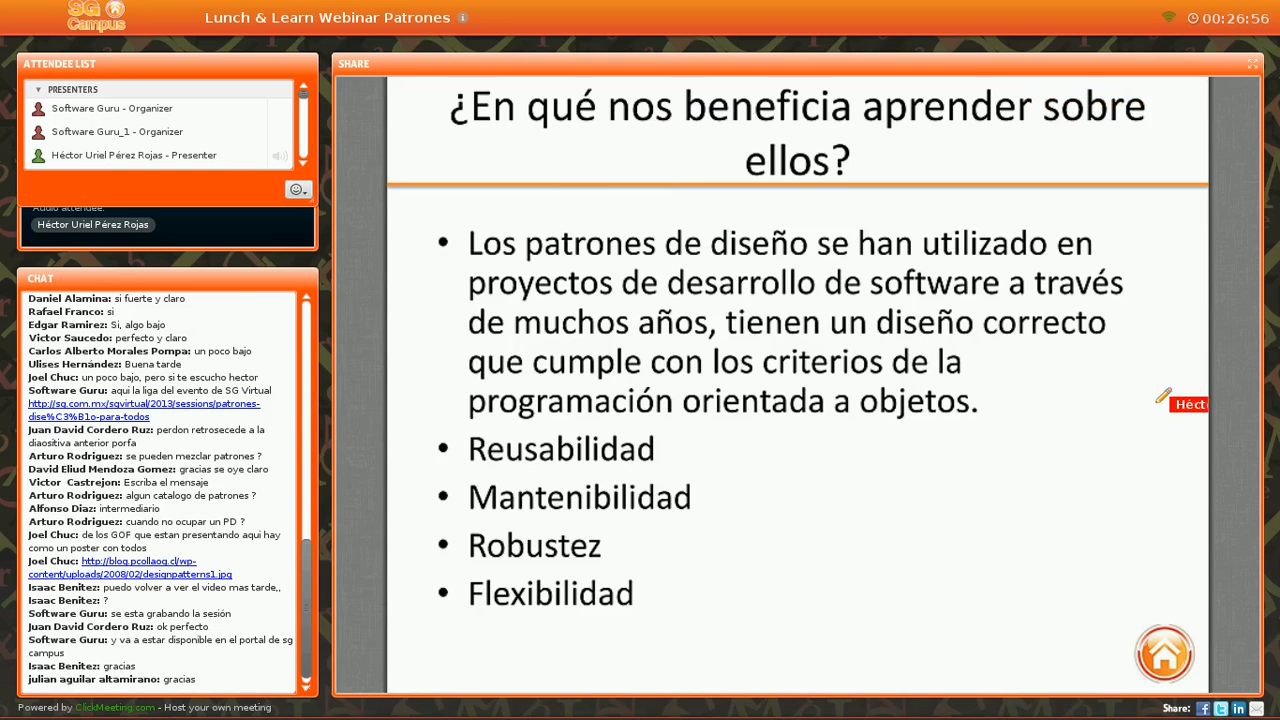 SG
Campus
Lunch & Learn Webinar Patrones
00:26:56
ATTENDEE LIST
PRESENTERS
Software Guru - Organizer
Software Guru_1 - Organizer
Héctor Uriel Pérez Rojas - Presenter
Audio attendee:
Héctor Uriel Pérez Rojas
CHAT
Daniel Alamina: si fuerte y claro
Rafael Franco: si
Edgar Ramirez: Si, algo bajo
Victor Saucedo: perfecto y claro
Carlos Alberto Morales Pompa: un poco bajo
Ulises Hernández: Buena tarde
Joel Chuc: un poco bajo, pero si te escucho hector
Software Guru: aqui la liga del evento de SG Virtual
http://sg.com.mx/sgvirtual/2013/sessions/patrones-
dise%C3%B1o-para-todos
Juan David Cordero Ruz: perdon retrosecede a la
diaositiva anterior porfa
Arturo Rodriguez: se pueden mezclar patrones ?
David Eliud Mendoza Gomez: gracias se oye claro
Victor Castrejon: Escriba el mensaje
Arturo Rodriguez: algun catalogo de patrones ?
Alfonso Diaz: intermediario
Arturo Rodriguez: cuando no ocupar un PD ?
Joel Chuc: de los GOF que estan presentando aqui hay
como un poster con todos
Joel Chuc: http://blog.pcollaog.cl/wp-
content/uploads/2008/02/designpatterns1.jpg
Isaac Benitez: puedo volver a ver el video mas tarde,,
Isaac Benitez: ?
Software Guru: se esta grabando la sesión
Juan David Cordero Ruz: ok perfecto
Software Guru: y va a estar disponible en el portal de sg
campus
Isaac Benitez: gracias
julian aguilar altamirano: gracias
SHARE
¿En qué nos beneficia aprender sobre
ellos?
• Los patrones de diseño se han utilizado en
proyectos de desarrollo de software a través
de muchos años, tienen un diseño correcto
que cumple con los criterios de la
programación orientada a objetos.
• Reusabilidad
• Mantenibilidad
• Robustez
• Flexibilidad
Héct
Powered by ClickMeeting.com - Host your own meeting
Share: